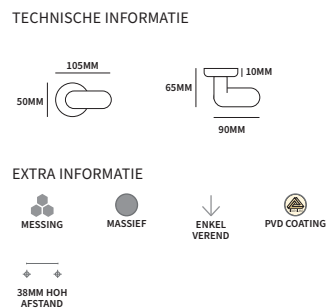 TECHNISCHE INFORMATIE
105MM
50MM
10MM
65MM
90MM
EXTRA INFORMATIE
MESSING
MASSIEF
ENKEL
VEREND
PVD COATING
38MM HOH
AFSTAND